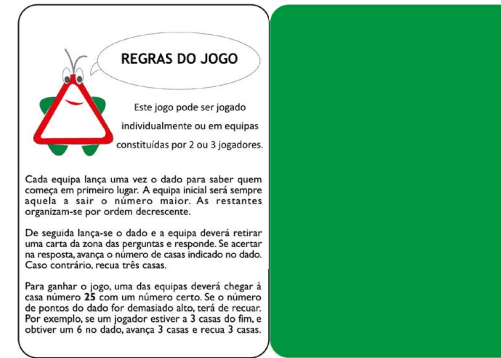 REGRAS DO JOGO
Este jogo pode ser jogado
individualmente ou em equipas
constituídas por 2 ou 3 jogadores.
Cada equipa lança uma vez o dado para saber quem
começa em primeiro lugar. A equipa inicial será sempre
aquela a sair o número maior. As restantes
organizam-se por ordem decrescente.
De seguida lança-se o dado e a equipa deverá retirar
uma carta da zona das perguntas e responde. Se acertar
na resposta, avança o número de casas indicado no dado.
Caso contrário, recua três casas.
Para ganhar o jogo, uma das equipas deverá chegar à
casa número 25 com um número certo. Se o número
de pontos do dado for demasiado alto, terá de recuar.
Por exemplo, se um jogador estiver a 3 casas do fim, e
obtiver um 6 no dado, avança 3 casas e recua 3 casas.